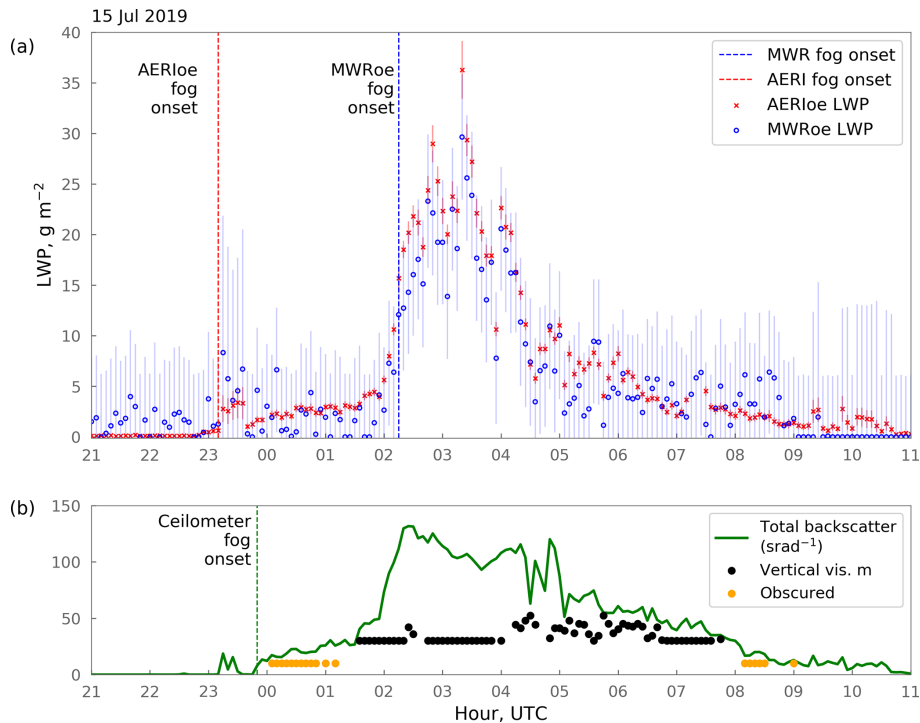 15 Jul 2019
(a)
40
35
30
25
20
15
10
5
0
LWP, g m⁻²
AERIoe
fog
onset
MWRoe
fog
onset
MWR fog onset
AERI fog onset
AERIoe LWP
MWRoe LWP
21 22 23 00 01 02 03 04 05 06 07 08 09 10 11
(b)
150
100
50
0
Ceilometer
fog
onset
Total backscatter
(srad⁻¹)
Vertical vis. m
Obscured
21 22 23 00 01 02 03 04 05 06 07 08 09 10 11
Hour, UTC